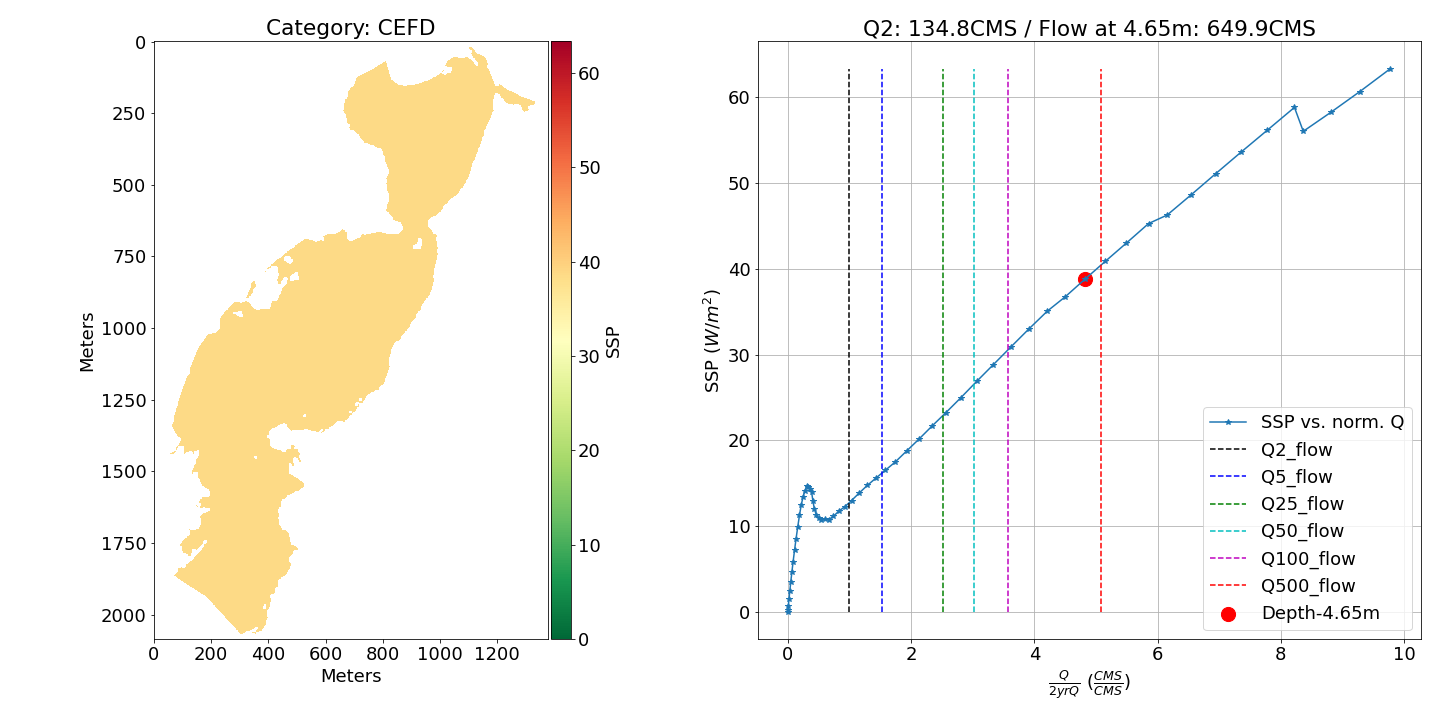 Category: CEFD
0
250
500
750
1000
1250
1500
1750
2000
Meters
0 200 400 600 800 1000 1200
Meters
60
50
40
30
20
10
0
SSP
Q2: 134.8CMS / Flow at 4.65m: 649.9CMS
60
50
40
30
20
10
0
SSP (W/m²)
0 2 4 6 8 10
Q/2yrQ (CMS/CMS)
SSP vs. norm. Q
Q2_flow
Q5_flow
Q25_flow
Q50_flow
Q100_flow
Q500_flow
Depth-4.65m